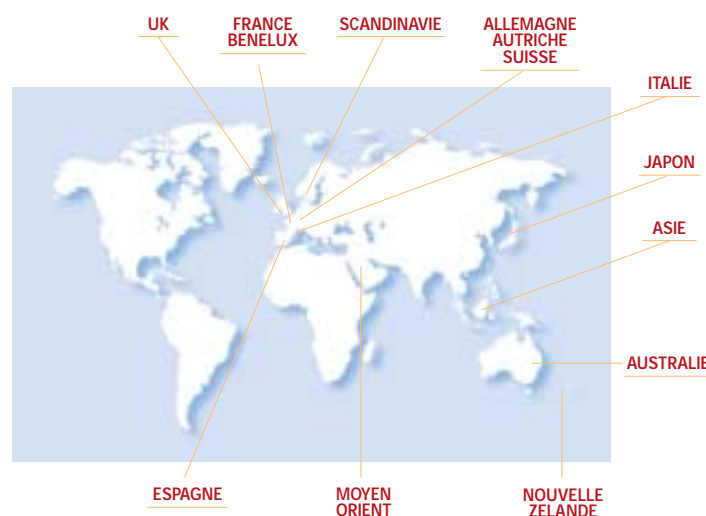 UK
FRANCE
BENELUX
SCANDINAVIE
ALLEMAGNE
AUTRICHE
SUISSE
ITALIE
JAPON
ASIE
AUSTRALIE
ESPAGNE
MOYEN
ORIENT
NOUVELLE
ZELANDE